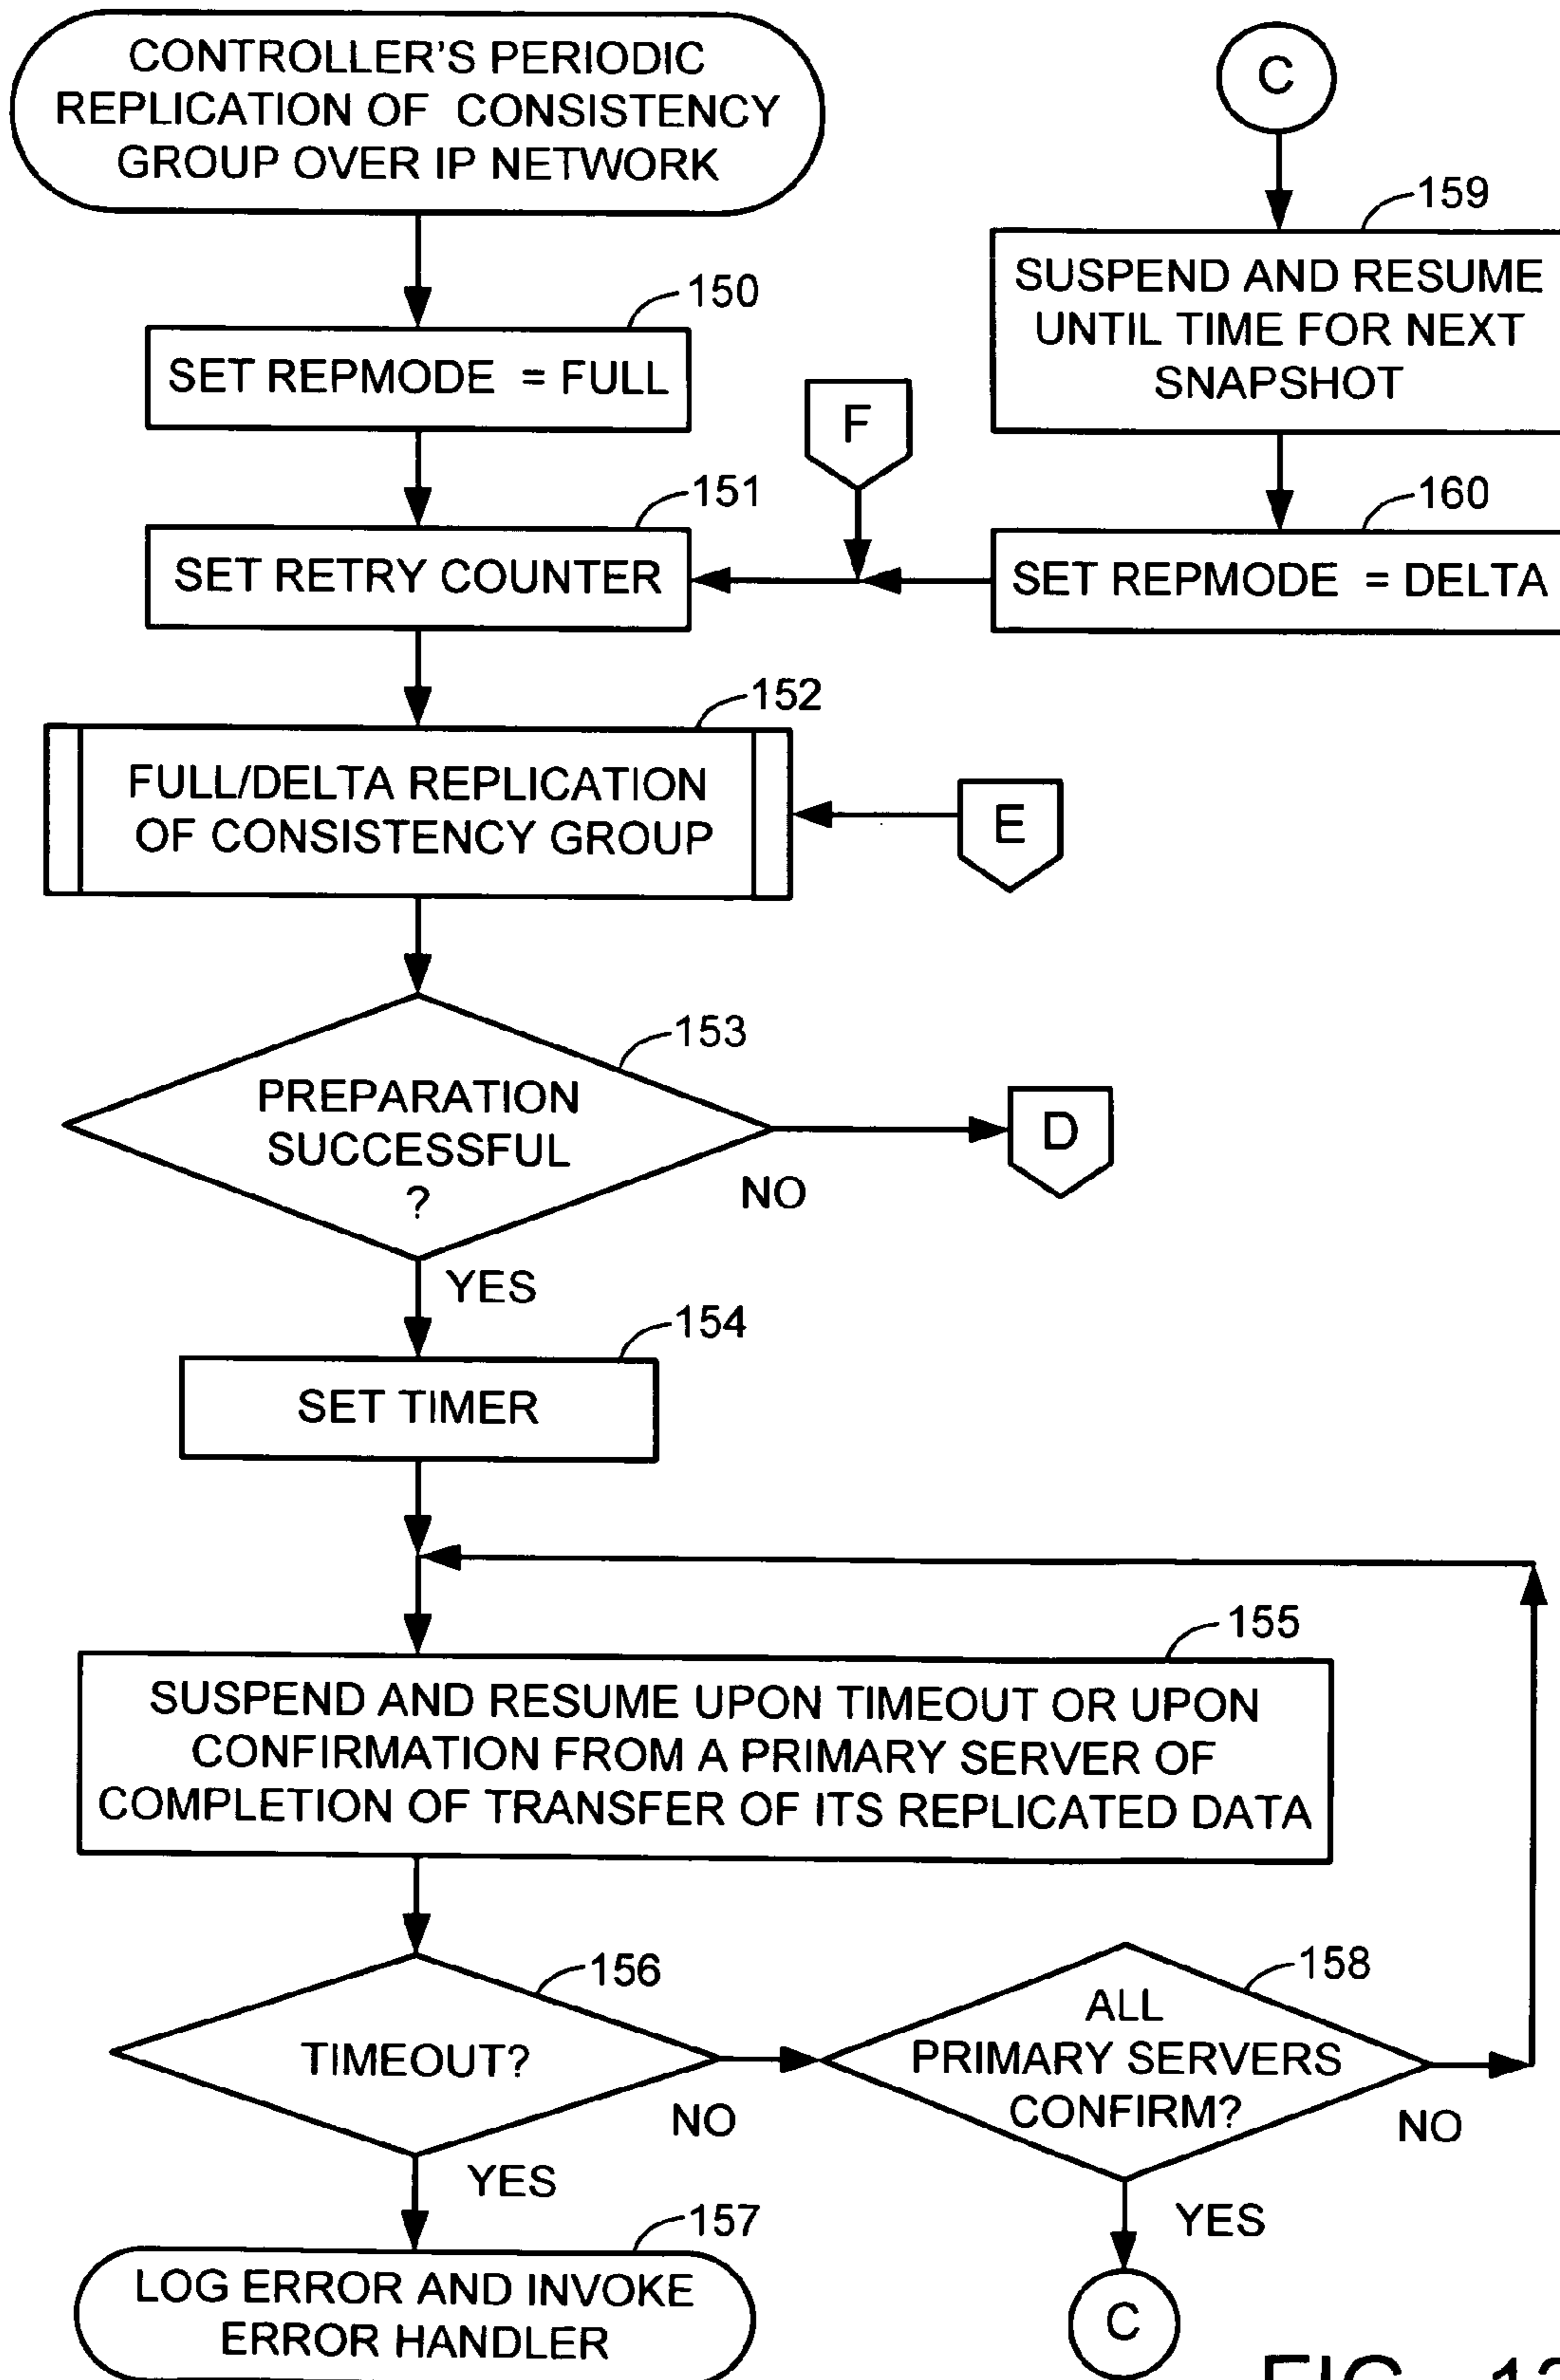 CONTROLLER'S PERIODIC
REPLICATION OF CONSISTENCY
GROUP OVER IP NETWORK
150
SET REPMODE = FULL
151
SET RETRY COUNTER
F
C
159
SUSPEND AND RESUME
UNTIL TIME FOR NEXT
SNAPSHOT
160
SET REPMODE = DELTA
152
FULL/DELTA REPLICATION
OF CONSISTENCY GROUP
E
153
PREPARATION
SUCCESSFUL
?
NO
D
YES
154
SET TIMER
155
SUSPEND AND RESUME UPON TIMEOUT OR UPON
CONFIRMATION FROM A PRIMARY SERVER OF
COMPLETION OF TRANSFER OF ITS REPLICATED DATA
156
TIMEOUT?
NO
158
ALL
PRIMARY SERVERS
CONFIRM?
NO
YES
157
LOG ERROR AND INVOKE
ERROR HANDLER
YES
C